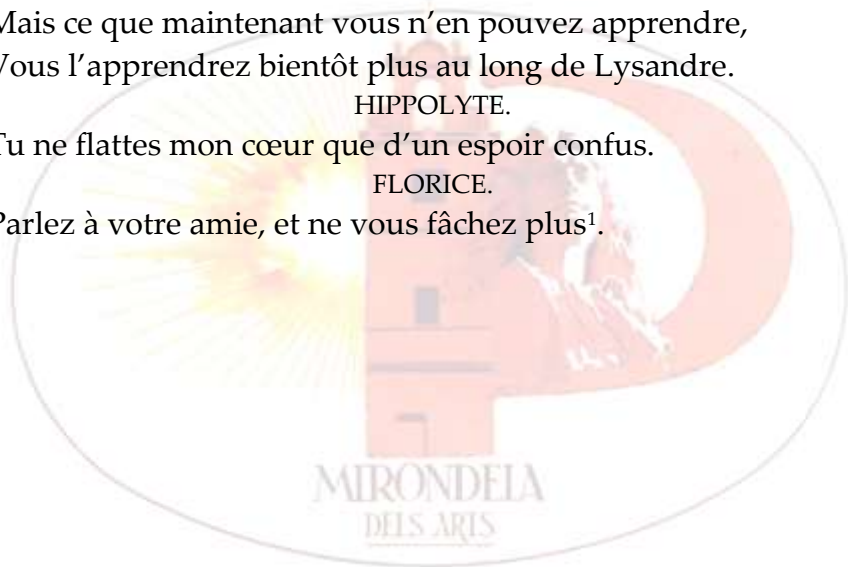 Mais ce que maintenant vous n’en pouvez apprendre,
Vous l’apprendrez bientôt plus au long de Lysandre.
HIPPOLYTE.
Tu ne flattes mon cœur que d’un espoir confus.
FLORICE.
Parlez à votre amie, et ne vous fâchez plus¹.
MIRONDELA
DELS ARTS